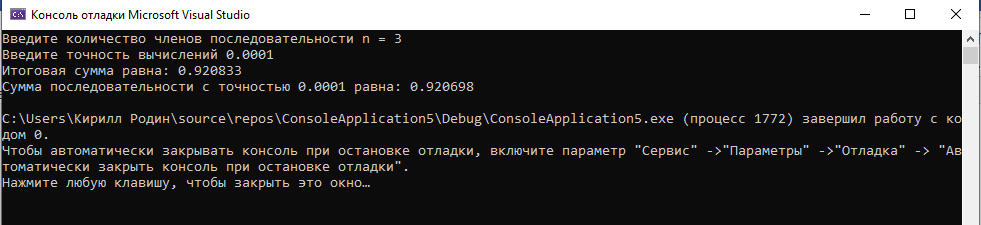 Консоль отладки Microsoft Visual Studio
Введите количество членов последовательности n = 3
Введите точность вычислений 0.0001
Итоговая сумма равна: 0.920833
Сумма последовательности с точностью 0.0001 равна: 0.920698
C:\Users\Кирилл Родин\source\repos\ConsoleApplication5\Debug\ConsoleApplication5.exe (процесс 1772) завершил работу с ко
дом 0.
Чтобы автоматически закрывать консоль при остановке отладки, включите параметр "Сервис" ->"Параметры" ->"Отладка" -> "Ав
томатически закрыть консоль при остановке отладки".
Нажмите любую клавишу, чтобы закрыть это окно…